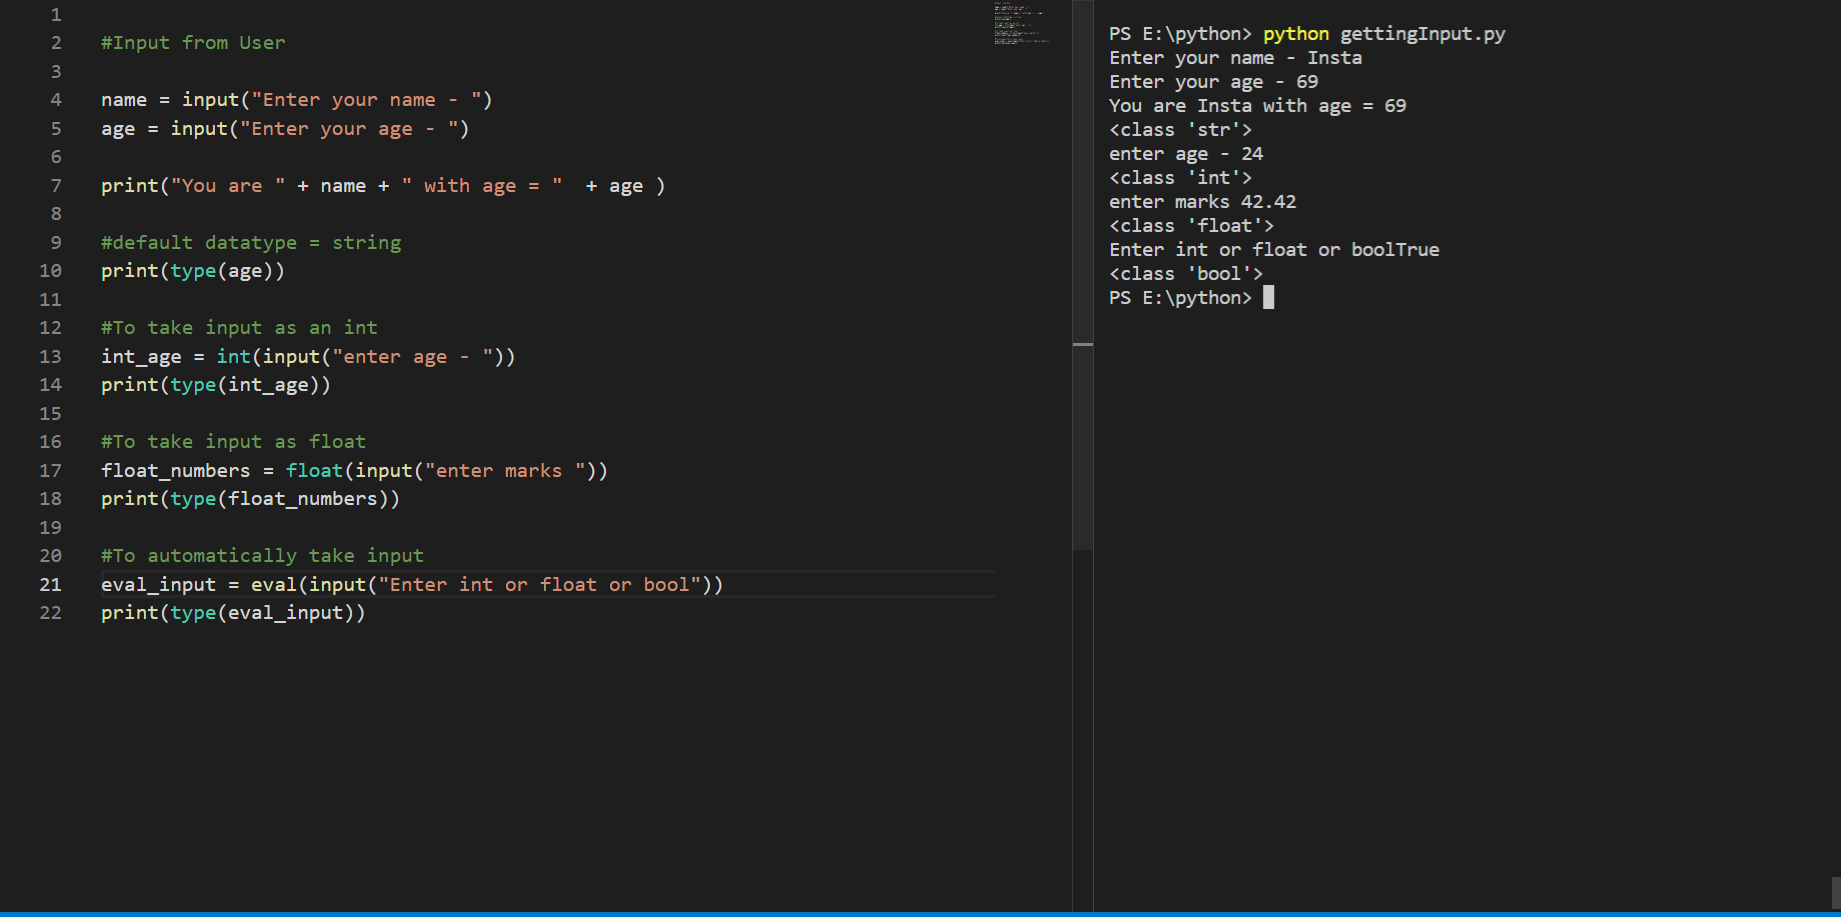 1
2 #Input from User
3
4 name = input("Enter your name - ")
5 age = input("Enter your age - ")
6
7 print("You are " + name + " with age = "  + age )
8
9 #default datatype = string
10 print(type(age))
11
12 #To take input as an int
13 int_age = int(input("enter age - "))
14 print(type(int_age))
15
16 #To take input as float
17 float_numbers = float(input("enter marks "))
18 print(type(float_numbers))
19
20 #To automatically take input
21 eval_input = eval(input("Enter int or float or bool"))
22 print(type(eval_input))
PS E:\python> python gettingInput.py
Enter your name - Insta
Enter your age - 69
You are Insta with age = 69
<class 'str'>
enter age - 24
<class 'int'>
enter marks 42.42
<class 'float'>
Enter int or float or boolTrue
<class 'bool'>
PS E:\python>